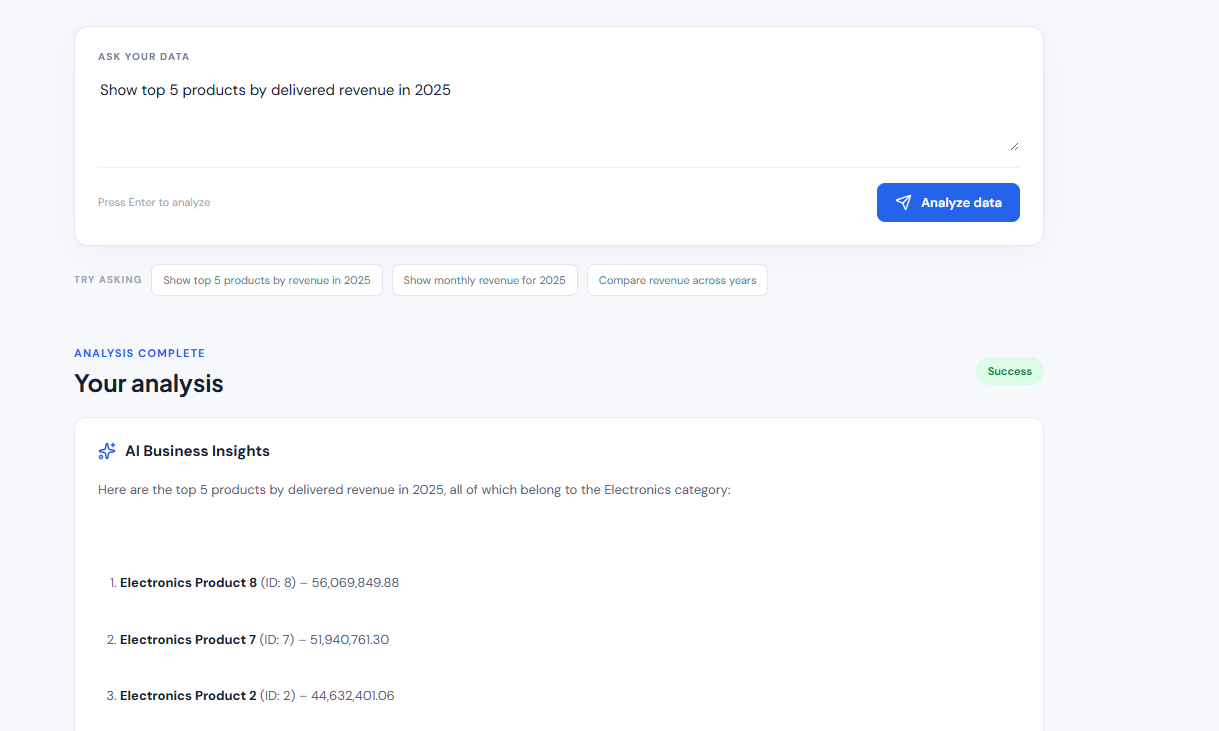 ASK YOUR DATA
Show top 5 products by delivered revenue in 2025
Press Enter to analyze
Analyze data
TRY ASKING
Show top 5 products by revenue in 2025
Show monthly revenue for 2025
Compare revenue across years
ANALYSIS COMPLETE
Your analysis
Success
AI Business Insights
Here are the top 5 products by delivered revenue in 2025, all of which belong to the Electronics category:
1. Electronics Product 8 (ID: 8) – 56,069,849.88
2. Electronics Product 7 (ID: 7) – 51,940,761.30
3. Electronics Product 2 (ID: 2) – 44,632,401.06